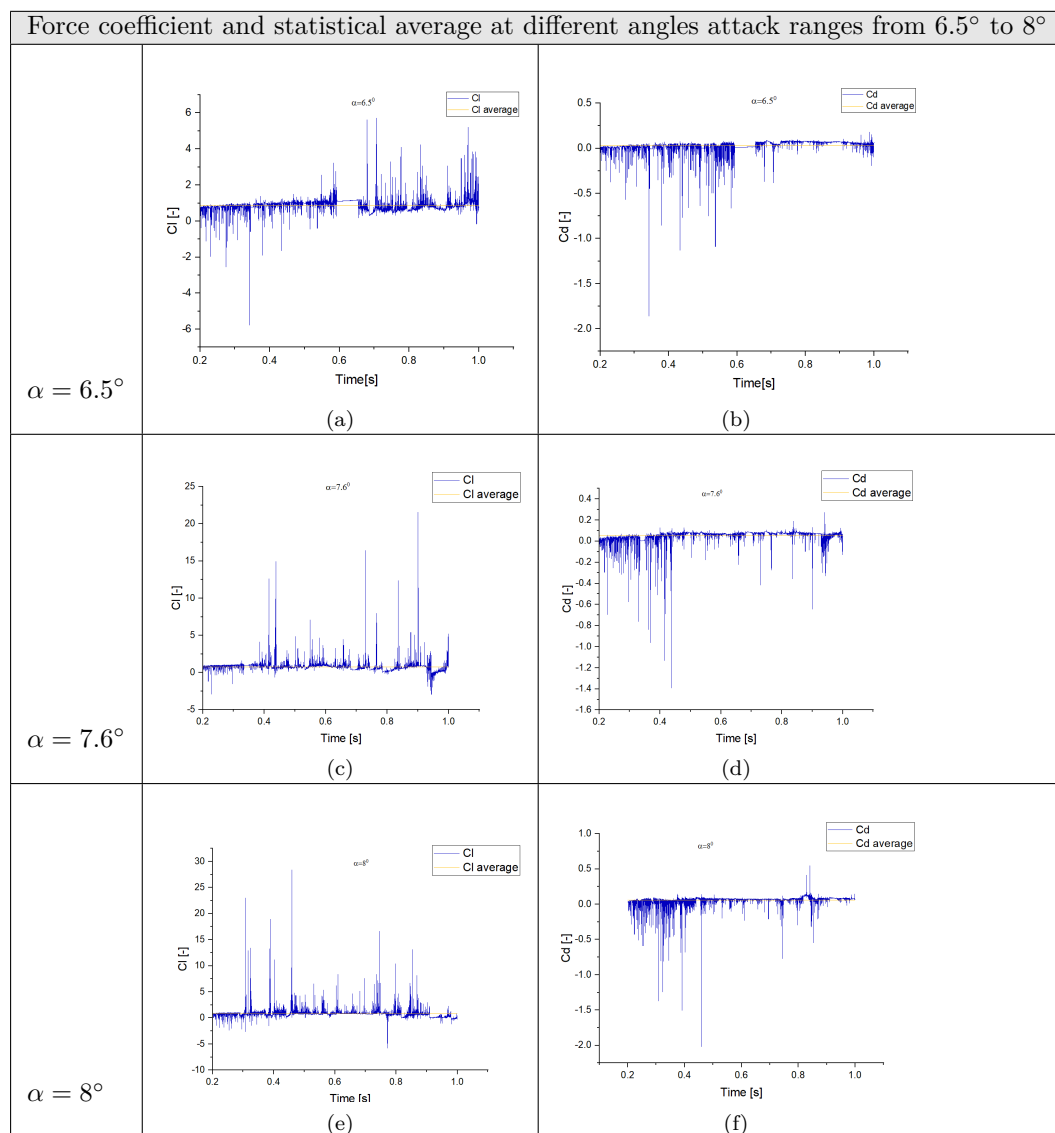 Force coefficient and statistical average at different angles attack ranges from 6.5° to 8°
α = 6.5°
α=6.5⁰
Cl
Cl average
6
4
2
0
-2
-4
-6
Cl [-]
0.2 0.4 0.6 0.8 1.0
Time[s]
(a)
α=6.5⁰
Cd
Cd average
0.5
0.0
-0.5
-1.0
-1.5
-2.0
Cd [-]
0.2 0.4 0.6 0.8 1.0
Time[s]
(b)
α = 7.6°
α=7.6⁰
Cl
Cl average
25
20
15
10
5
0
-5
Cl [-]
0.2 0.4 0.6 0.8 1.0
Time [s]
(c)
α=7.6⁰
Cd
Cd average
0.4
0.2
0.0
-0.2
-0.4
-0.6
-0.8
-1.0
-1.2
-1.4
-1.6
Cd [-]
0.2 0.4 0.6 0.8 1.0
Time [s]
(d)
α = 8°
α=8⁰
Cl
Cl average
30
25
20
15
10
5
0
-5
-10
Cl [-]
0.2 0.4 0.6 0.8 1.0
Time [s]
(e)
α=8⁰
Cd
Cd average
1.0
0.5
0.0
-0.5
-1.0
-1.5
-2.0
Cd [-]
0.2 0.4 0.6 0.8 1.0
Time [s]
(f)